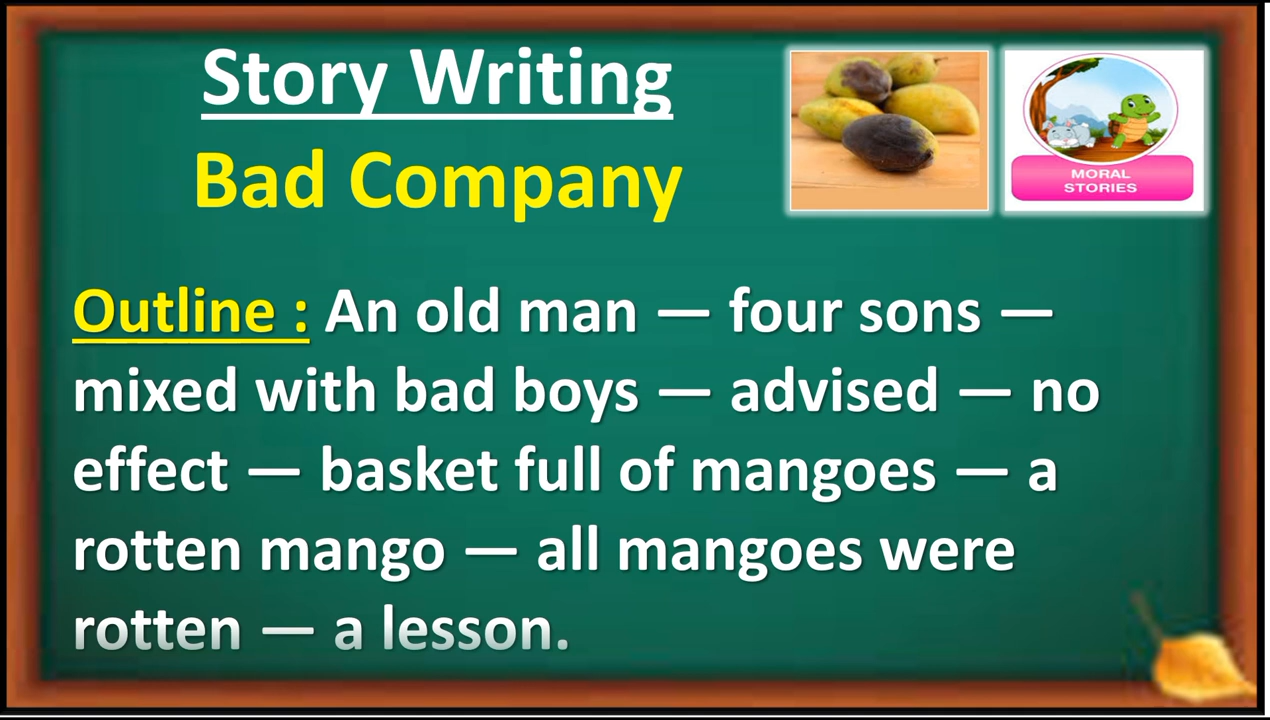 Story Writing
Bad Company
MORAL
STORIES
Outline : An old man — four sons —
mixed with bad boys — advised — no
effect — basket full of mangoes — a
rotten mango — all mangoes were
rotten — a lesson.